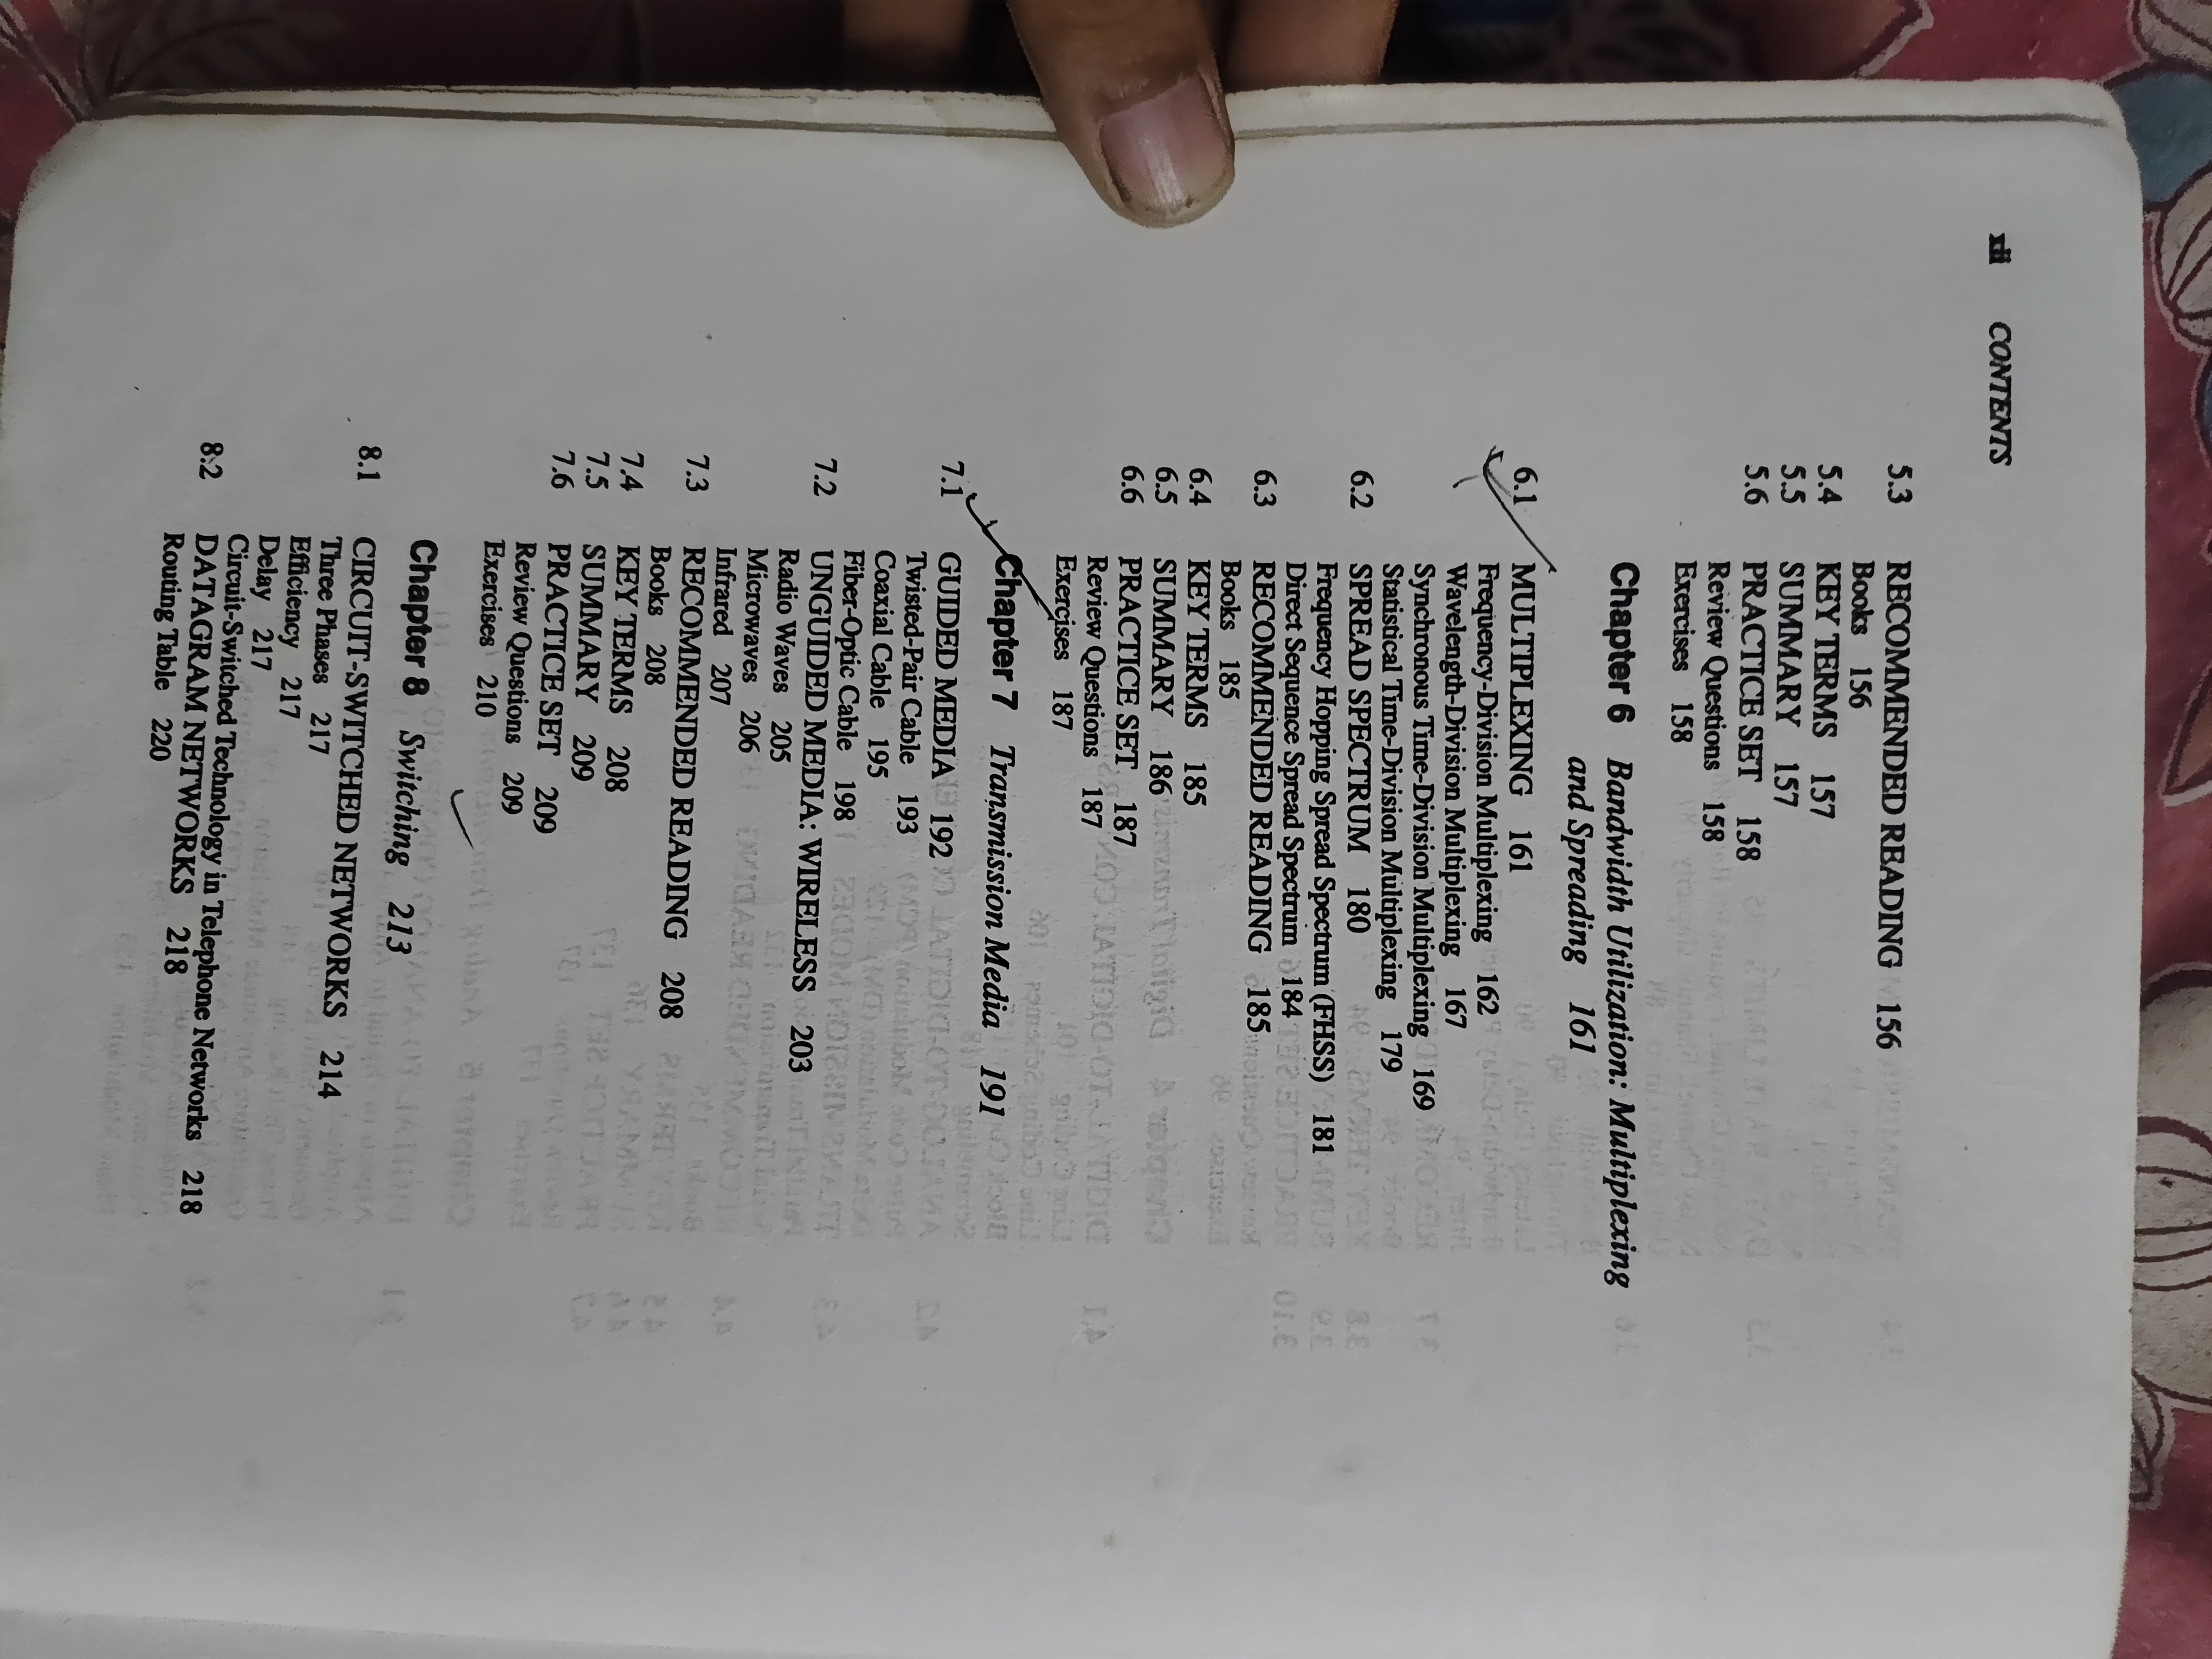 xii CONTENTS
5.3 RECOMMENDED READING 156
Books 156
5.4 KEY TERMS 157
5.5 SUMMARY 157
5.6 PRACTICE SET 158
Review Questions 158
Exercises 158
Chapter 6 Bandwidth Utilization: Multiplexing
and Spreading 161
6.1 MULTIPLEXING 161
Frequency-Division Multiplexing 162
Wavelength-Division Multiplexing 167
Synchronous Time-Division Multiplexing 169
Statistical Time-Division Multiplexing 179
6.2 SPREAD SPECTRUM 180
Frequency Hopping Spread Spectrum (FHSS) 181
Direct Sequence Spread Spectrum 184
6.3 RECOMMENDED READING 185
Books 185
6.4 KEY TERMS 185
6.5 SUMMARY 186
6.6 PRACTICE SET 187
Review Questions 187
Exercises 187
Chapter 7 Transmission Media 191
7.1 GUIDED MEDIA 192
Twisted-Pair Cable 193
Coaxial Cable 195
Fiber-Optic Cable 198
7.2 UNGUIDED MEDIA: WIRELESS 203
Radio Waves 205
Microwaves 206
Infrared 207
7.3 RECOMMENDED READING 208
Books 208
7.4 KEY TERMS 208
7.5 SUMMARY 209
7.6 PRACTICE SET 209
Review Questions 209
Exercises 210
Chapter 8 Switching 213
8.1 CIRCUIT-SWITCHED NETWORKS 214
Three Phases 217
Efficiency 217
Delay 217
Circuit-Switched Technology in Telephone Networks 218
8.2 DATAGRAM NETWORKS 218
Routing Table 220